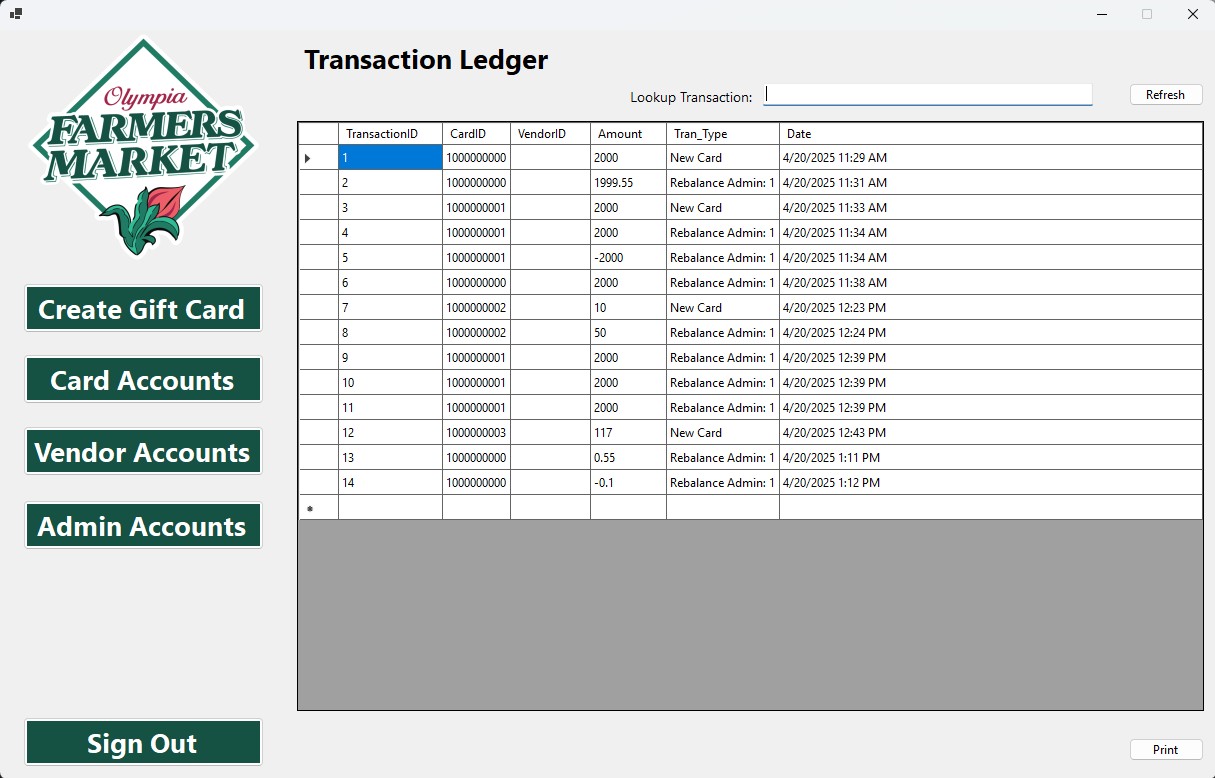 Transaction Ledger
Olympia
FARMERS
MARKET
Lookup Transaction:
Refresh
TransactionID CardID VendorID Amount Tran_Type Date
1 1000000000 2000 New Card 4/20/2025 11:29 AM
2 1000000000 1999.55 Rebalance Admin: 1 4/20/2025 11:31 AM
3 1000000001 2000 New Card 4/20/2025 11:33 AM
4 1000000001 2000 Rebalance Admin: 1 4/20/2025 11:34 AM
5 1000000001 -2000 Rebalance Admin: 1 4/20/2025 11:34 AM
6 1000000000 2000 Rebalance Admin: 1 4/20/2025 11:38 AM
7 1000000002 10 New Card 4/20/2025 12:23 PM
8 1000000002 50 Rebalance Admin: 1 4/20/2025 12:24 PM
9 1000000001 2000 Rebalance Admin: 1 4/20/2025 12:39 PM
10 1000000001 2000 Rebalance Admin: 1 4/20/2025 12:39 PM
11 1000000001 2000 Rebalance Admin: 1 4/20/2025 12:39 PM
12 1000000003 117 New Card 4/20/2025 12:43 PM
13 1000000000 0.55 Rebalance Admin: 1 4/20/2025 1:11 PM
14 1000000000 -0.1 Rebalance Admin: 1 4/20/2025 1:12 PM
Create Gift Card
Card Accounts
Vendor Accounts
Admin Accounts
Sign Out
Print